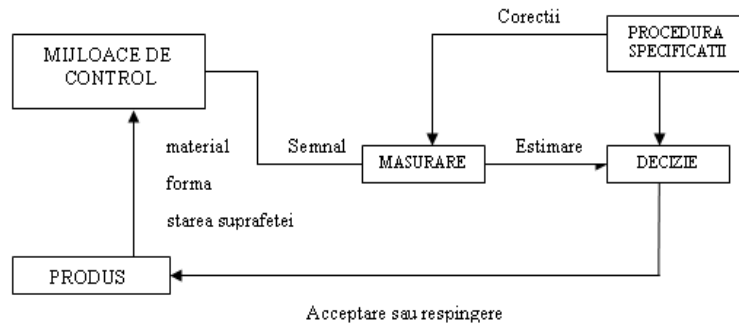 Corectii
PROCEDURA
SPECIFICATII
MIJLOACE DE
CONTROL
material
Semnal
MASURARE
Estimare
DECIZIE
forma
starea suprafetei
PRODUS
Acceptare sau respingere